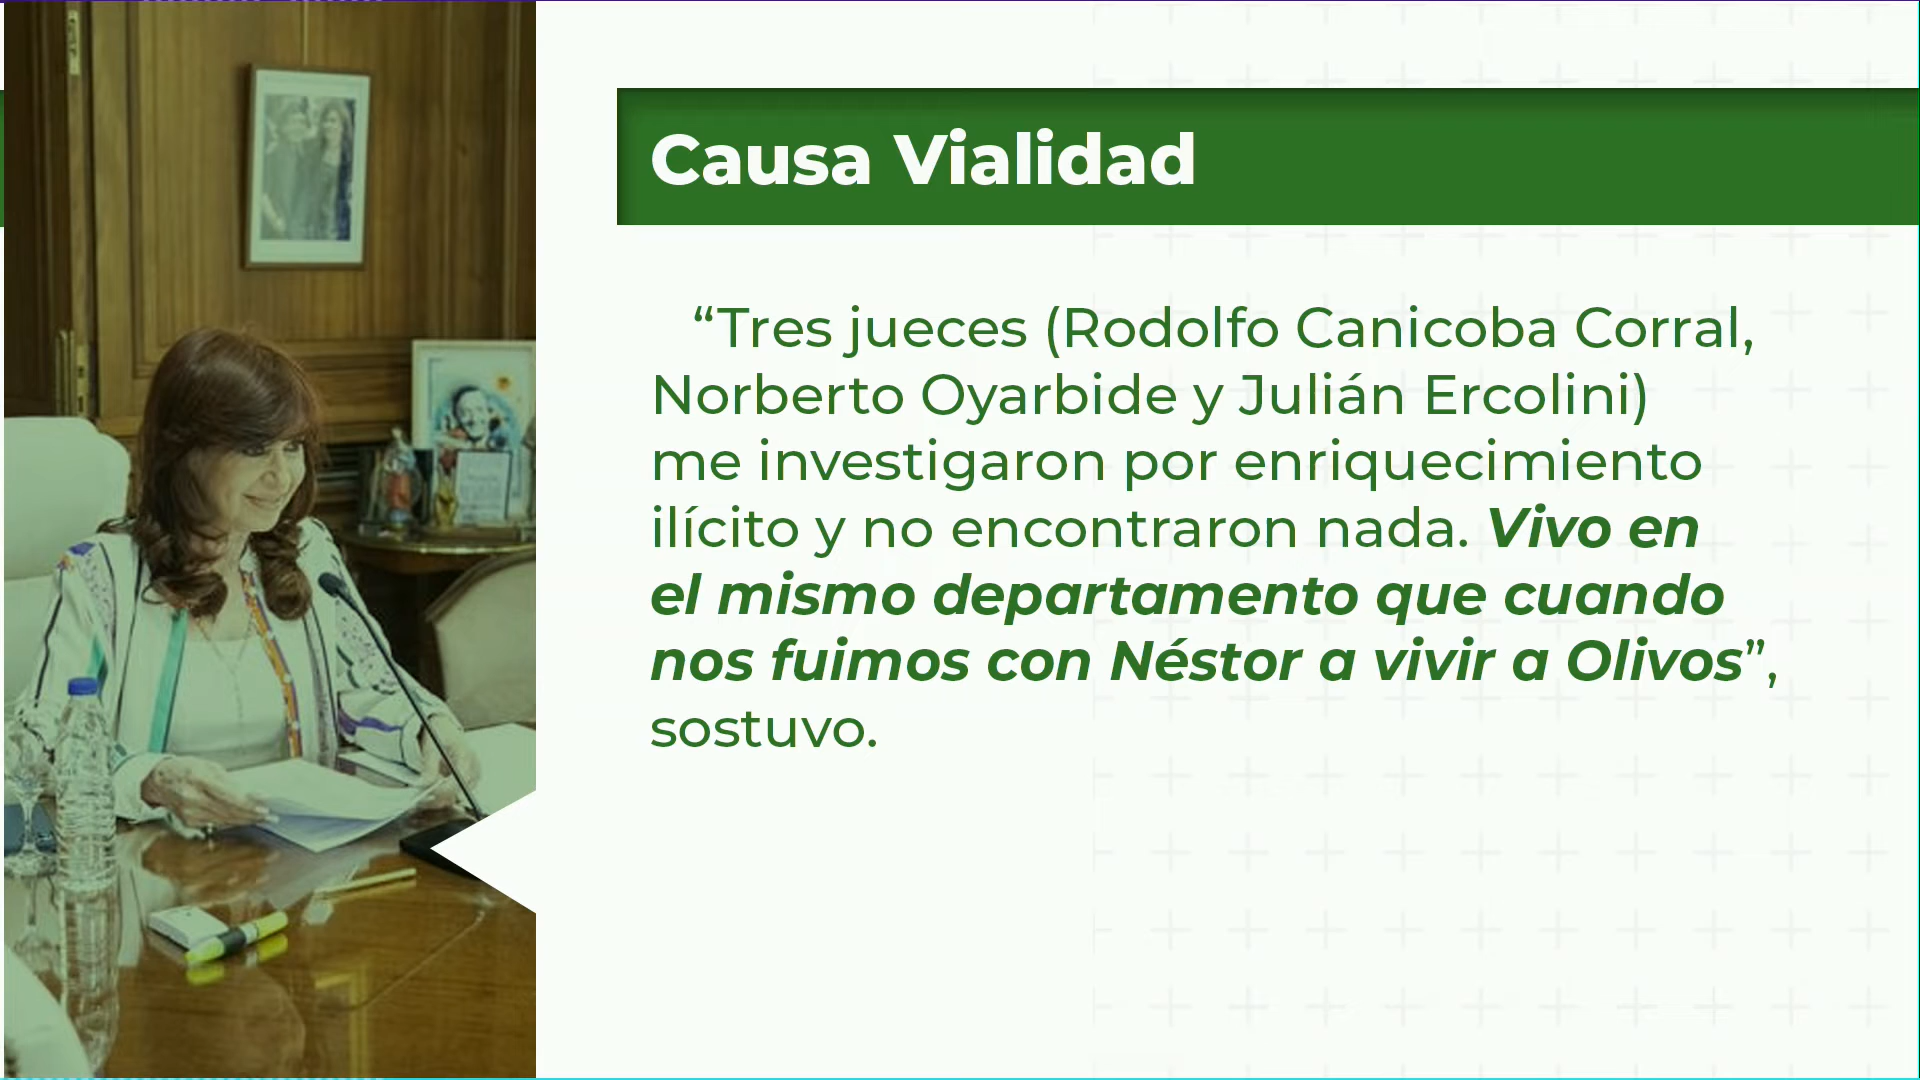 Causa Vialidad
“Tres jueces (Rodolfo Canicoba Corral,
Norberto Oyarbide y Julián Ercolini)
me investigaron por enriquecimiento
ilícito y no encontraron nada. Vivo en
el mismo departamento que cuando
nos fuimos con Néstor a vivir a Olivos”,
sostuvo.